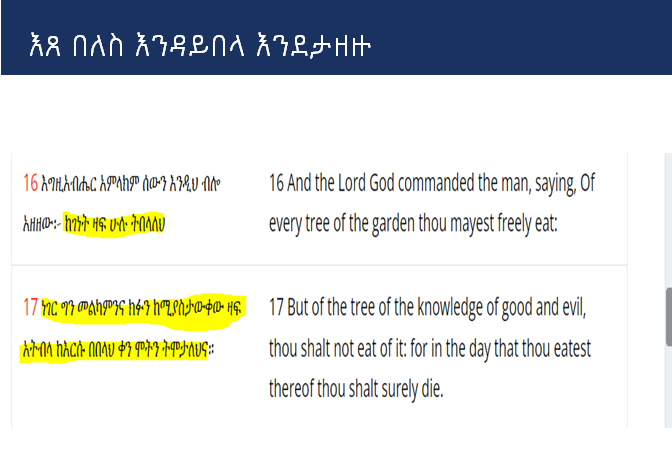 እጸ በለስ እንዳይበላ እንደታዘዙ
16 እግዚአብሔር አምላክም ሰውን እንዲህ ብሎ
አዘዘው፦ ከገነት ዛፍ ሁሉ ትበላለህ
16 And the Lord God commanded the man, saying, Of
every tree of the garden thou mayest freely eat:
17 ነገር ግን መልካምንና ክፉን ከሚያስታውቀው ዛፍ
አትብላ ከእርሱ በበላህ ቀን ሞትን ትሞታለህና።
17 But of the tree of the knowledge of good and evil,
thou shalt not eat of it: for in the day that thou eatest
thereof thou shalt surely die.